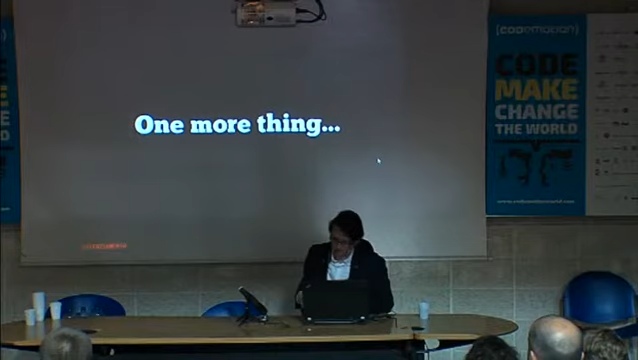 One more thing...
{codemotion}
CODE
MAKE
CHANGE
THE WORLD